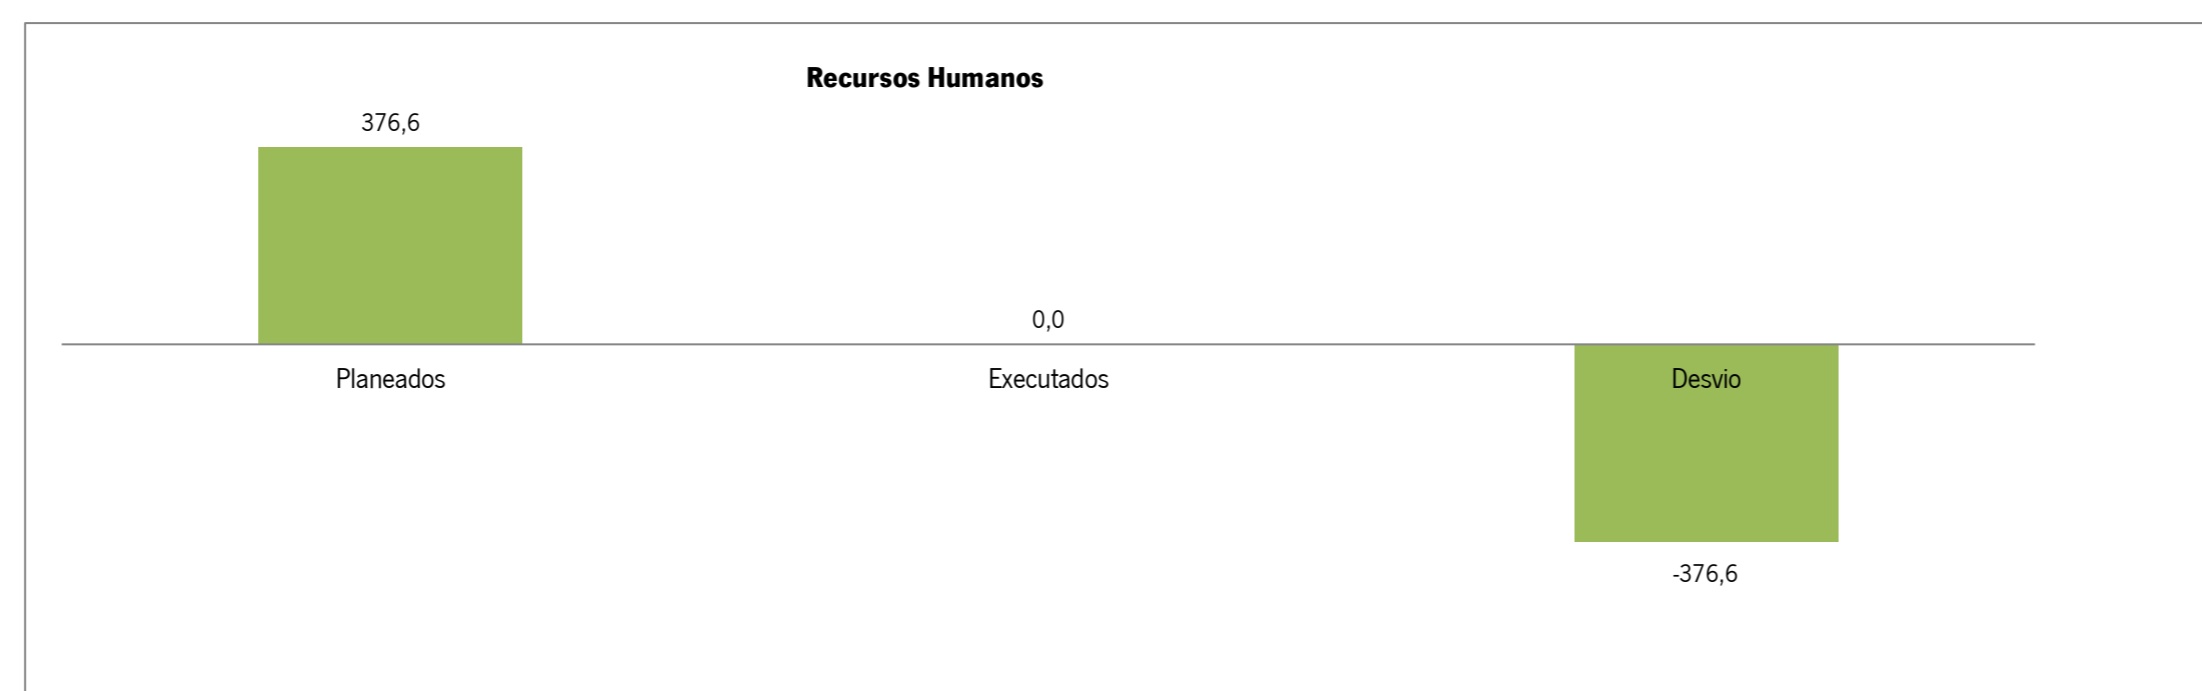 Recursos Humanos
376,6
0,0
Planeados
Executados
Desvio
-376,6